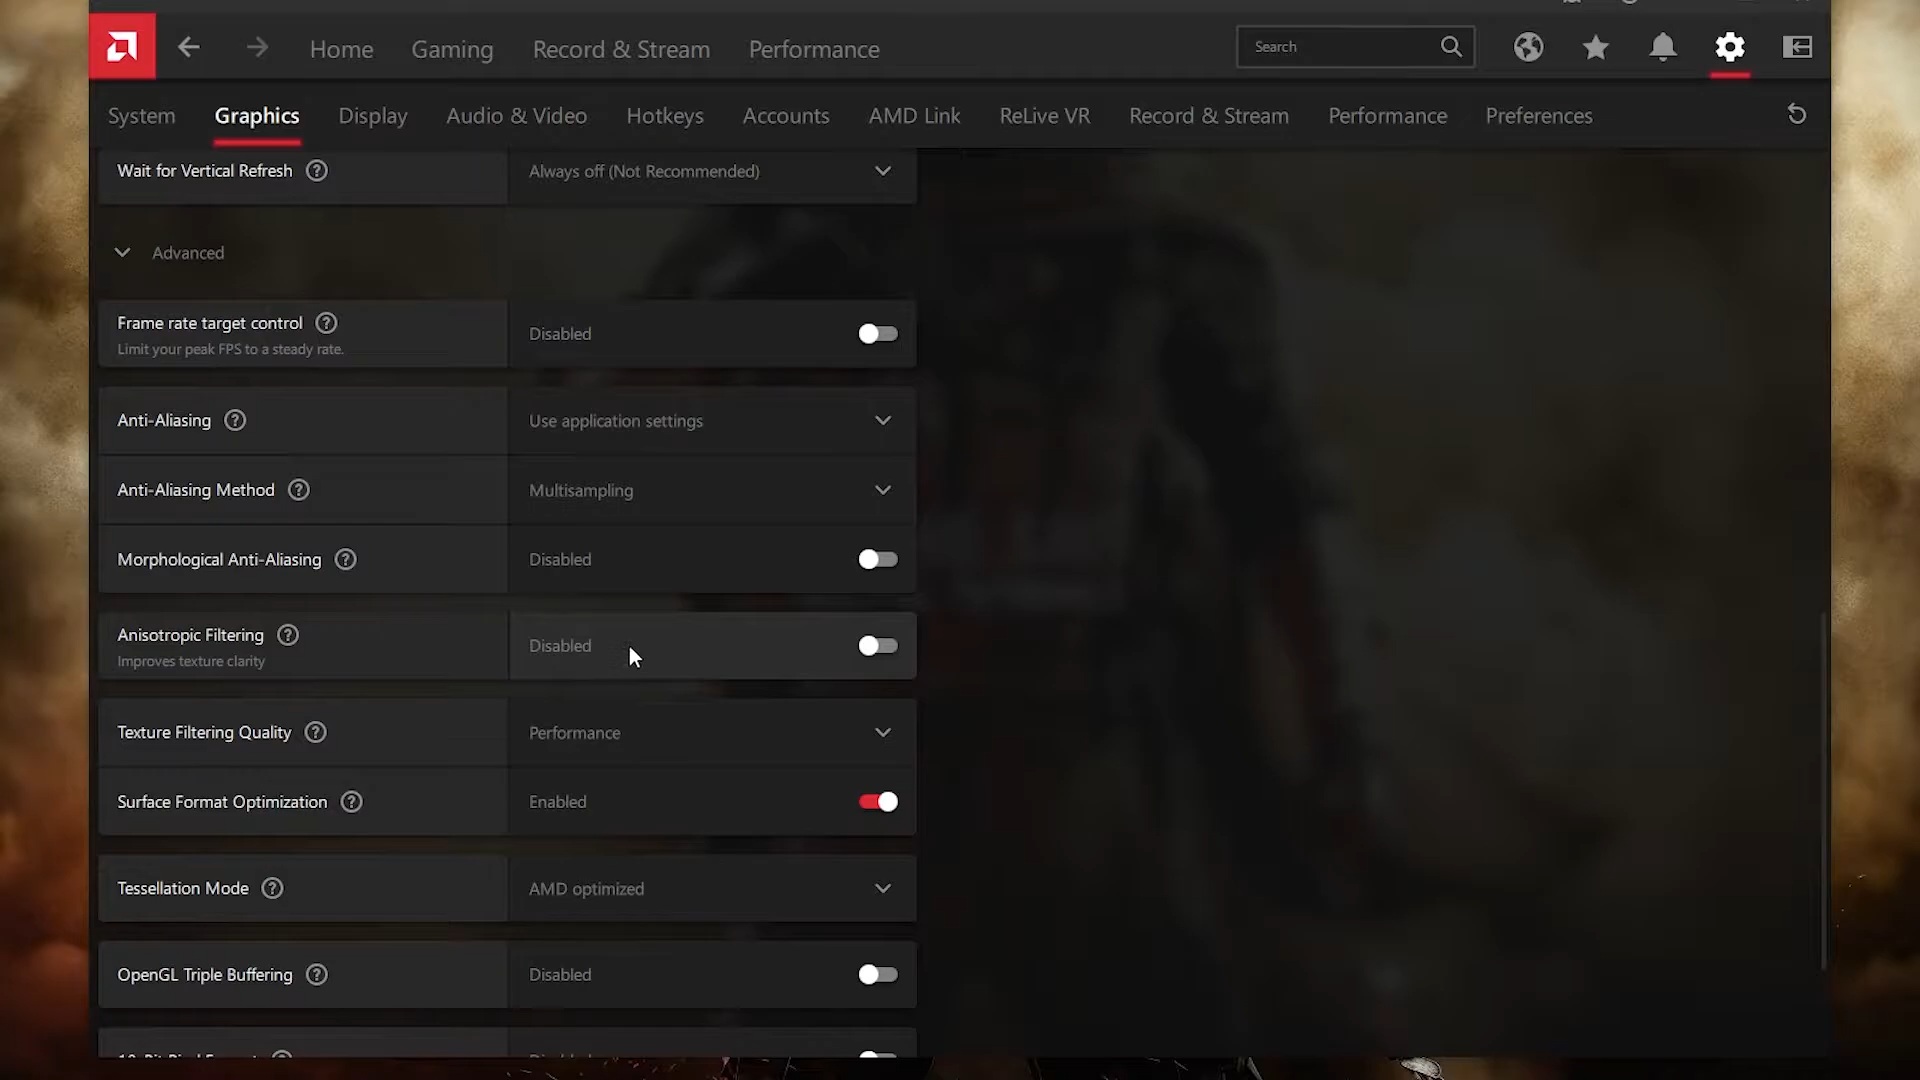 Home Gaming Record & Stream Performance Search
System Graphics Display Audio & Video Hotkeys Accounts AMD Link ReLive VR Record & Stream Performance Preferences
Wait for Vertical Refresh ? Always off (Not Recommended)
Advanced
Frame rate target control ? Disabled
Limit your peak FPS to a steady rate.
Anti-Aliasing ? Use application settings
Anti-Aliasing Method ? Multisampling
Morphological Anti-Aliasing ? Disabled
Anisotropic Filtering ? Disabled
Improves texture clarity
Texture Filtering Quality ? Performance
Surface Format Optimization ? Enabled
Tessellation Mode ? AMD optimized
OpenGL Triple Buffering ? Disabled